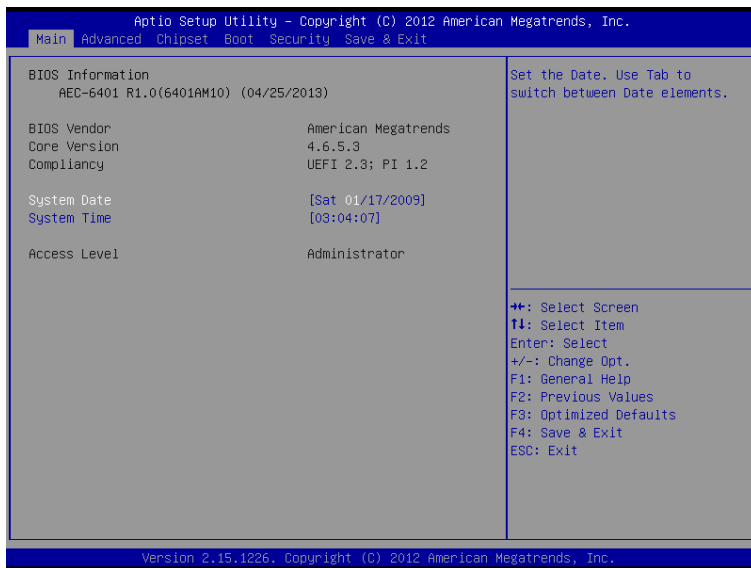 Aptio Setup Utility – Copyright (C) 2012 American Megatrends, Inc.
Main Advanced Chipset Boot Security Save & Exit
BIOS Information
AEC-6401 R1.0(6401AM10) (04/25/2013)
BIOS Vendor American Megatrends
Core Version 4.6.5.3
Compliancy UEFI 2.3; PI 1.2
System Date [Sat 01/17/2009]
System Time [03:04:07]
Access Level Administrator
Set the Date. Use Tab to
switch between Date elements.
→←: Select Screen
↑↓: Select Item
Enter: Select
+/-: Change Opt.
F1: General Help
F2: Previous Values
F3: Optimized Defaults
F4: Save & Exit
ESC: Exit
Version 2.15.1226. Copyright (C) 2012 American Megatrends, Inc.